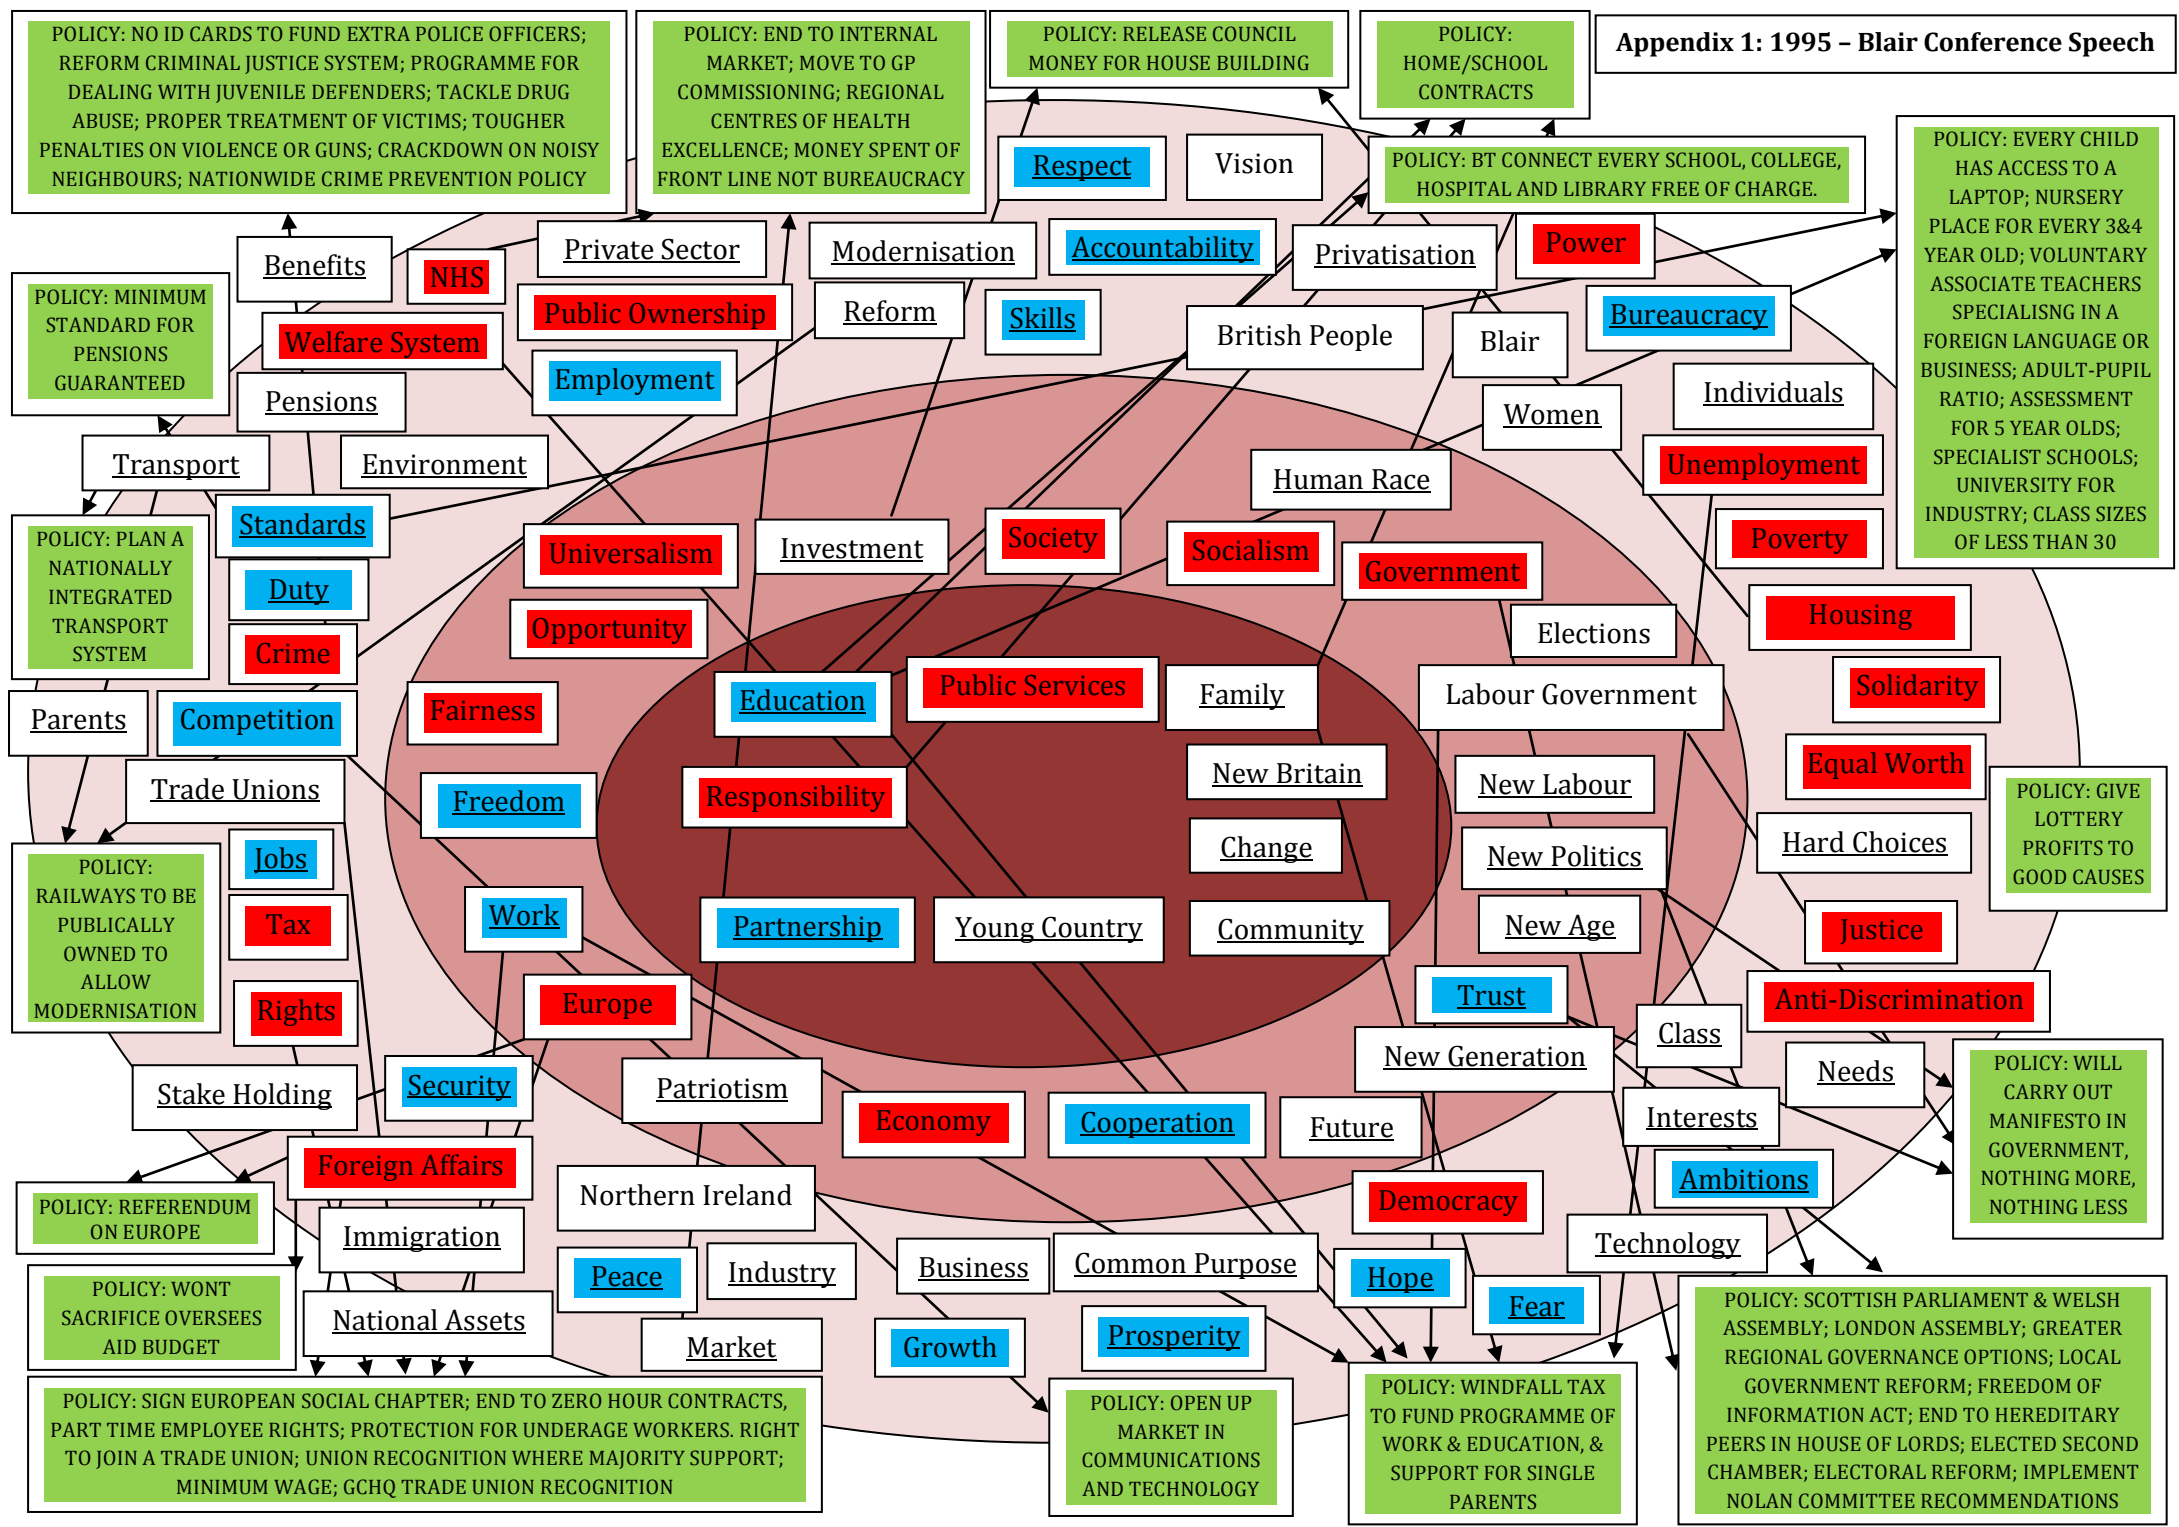 POLICY: NO ID CARDS TO FUND EXTRA POLICE OFFICERS;
REFORM CRIMINAL JUSTICE SYSTEM; PROGRAMME FOR
DEALING WITH JUVENILE DEFENDERS; TACKLE DRUG
ABUSE; PROPER TREATMENT OF VICTIMS; TOUGHER
PENALTIES ON VIOLENCE OR GUNS; CRACKDOWN ON NOISY
NEIGHBOURS; NATIONWIDE CRIME PREVENTION POLICY
POLICY: END TO INTERNAL
MARKET; MOVE TO GP
COMMISSIONING; REGIONAL
CENTRES OF HEALTH
EXCELLENCE; MONEY SPENT OF
FRONT LINE NOT BUREAUCRACY
POLICY: RELEASE COUNCIL
MONEY FOR HOUSE BUILDING
POLICY:
HOME/SCHOOL
CONTRACTS
Appendix 1: 1995 – Blair Conference Speech
POLICY: BT CONNECT EVERY SCHOOL, COLLEGE,
HOSPITAL AND LIBRARY FREE OF CHARGE.
POLICY: EVERY CHILD
HAS ACCESS TO A
LAPTOP; NURSERY
PLACE FOR EVERY 3&4
YEAR OLD; VOLUNTARY
ASSOCIATE TEACHERS
SPECIALISNG IN A
FOREIGN LANGUAGE OR
BUSINESS; ADULT-PUPIL
RATIO; ASSESSMENT
FOR 5 YEAR OLDS;
SPECIALIST SCHOOLS;
UNIVERSITY FOR
INDUSTRY; CLASS SIZES
OF LESS THAN 30
Respect
Vision
Benefits
NHS
Private Sector
Modernisation
Accountability
Privatisation
Power
POLICY: MINIMUM
STANDARD FOR
PENSIONS
GUARANTEED
Welfare System
Public Ownership
Reform
Skills
British People
Blair
Bureaucracy
Pensions
Employment
Women
Individuals
Transport
Environment
Human Race
Unemployment
Standards
Universalism
Investment
Society
Socialism
Government
Poverty
POLICY: PLAN A
NATIONALLY
INTEGRATED
TRANSPORT
SYSTEM
Duty
Crime
Opportunity
Elections
Housing
Parents
Competition
Fairness
Education
Public Services
Family
Labour Government
Solidarity
Trade Unions
Freedom
Responsibility
New Britain
New Labour
Equal Worth
POLICY: GIVE
LOTTERY
PROFITS TO
GOOD CAUSES
Jobs
Change
New Politics
Hard Choices
POLICY:
RAILWAYS TO BE
PUBLICALLY
OWNED TO
ALLOW
MODERNISATION
Tax
Work
Partnership
Young Country
Community
New Age
Justice
Rights
Europe
Trust
Class
Anti-Discrimination
Stake Holding
Security
Patriotism
New Generation
Needs
POLICY: WILL
CARRY OUT
MANIFESTO IN
GOVERNMENT,
NOTHING MORE,
NOTHING LESS
Economy
Cooperation
Future
Interests
Foreign Affairs
Northern Ireland
Democracy
Ambitions
POLICY: REFERENDUM
ON EUROPE
Immigration
Peace
Industry
Business
Common Purpose
Hope
Technology
Fear
POLICY: WONT
SACRIFICE OVERSEES
AID BUDGET
National Assets
Market
Growth
Prosperity
POLICY: SIGN EUROPEAN SOCIAL CHAPTER; END TO ZERO HOUR CONTRACTS,
PART TIME EMPLOYEE RIGHTS; PROTECTION FOR UNDERAGE WORKERS. RIGHT
TO JOIN A TRADE UNION; UNION RECOGNITION WHERE MAJORITY SUPPORT;
MINIMUM WAGE; GCHQ TRADE UNION RECOGNITION
POLICY: OPEN UP
MARKET IN
COMMUNICATIONS
AND TECHNOLOGY
POLICY: WINDFALL TAX
TO FUND PROGRAMME OF
WORK & EDUCATION, &
SUPPORT FOR SINGLE
PARENTS
POLICY: SCOTTISH PARLIAMENT & WELSH
ASSEMBLY; LONDON ASSEMBLY; GREATER
REGIONAL GOVERNANCE OPTIONS; LOCAL
GOVERNMENT REFORM; FREEDOM OF
INFORMATION ACT; END TO HEREDITARY
PEERS IN HOUSE OF LORDS; ELECTED SECOND
CHAMBER; ELECTORAL REFORM; IMPLEMENT
NOLAN COMMITTEE RECOMMENDATIONS